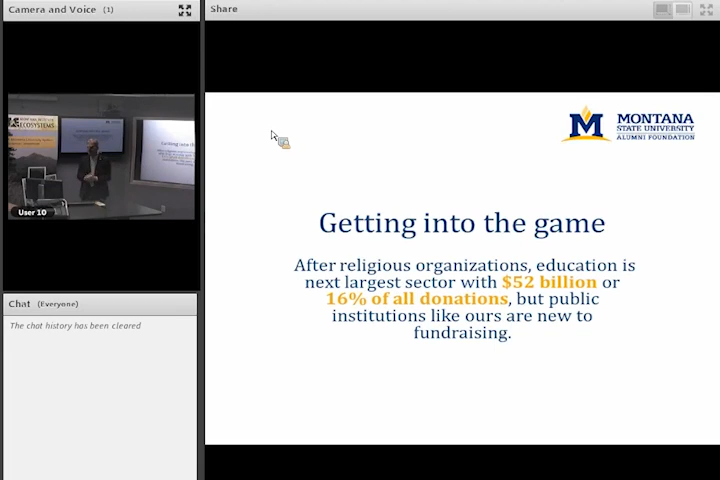 Camera and Voice (1)
Share
ECOSYSTEMS
User 10
Chat (Everyone)
The chat history has been cleared
M MONTANA
STATE UNIVERSITY
ALUMNI FOUNDATION
Getting into the game
After religious organizations, education is
next largest sector with $52 billion or
16% of all donations, but public
institutions like ours are new to
fundraising.